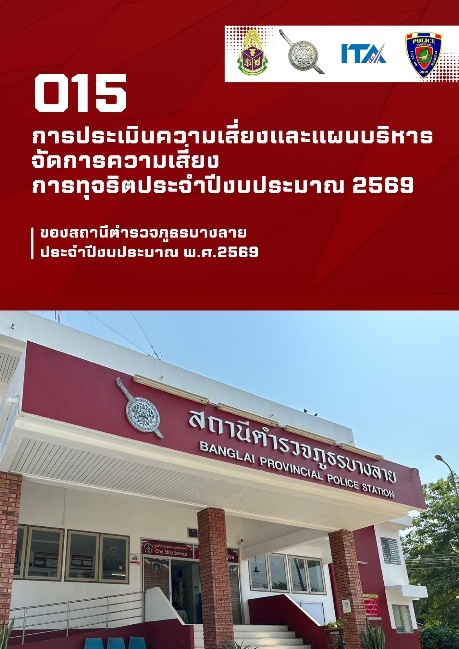 ITA
POLICE
O15
การประเมินความเสี่ยงและแผนบริหาร
จัดการความเสี่ยง
การทุจริตประจำปีงบประมาณ 2569
ของสถานีตำรวจภูธรบางลาย
ประจำปีงบประมาณ พ.ศ.2569
สถานีตำรวจภูธรบางลาย
BANGLAI PROVINCIAL POLICE STATION
One Stop Service